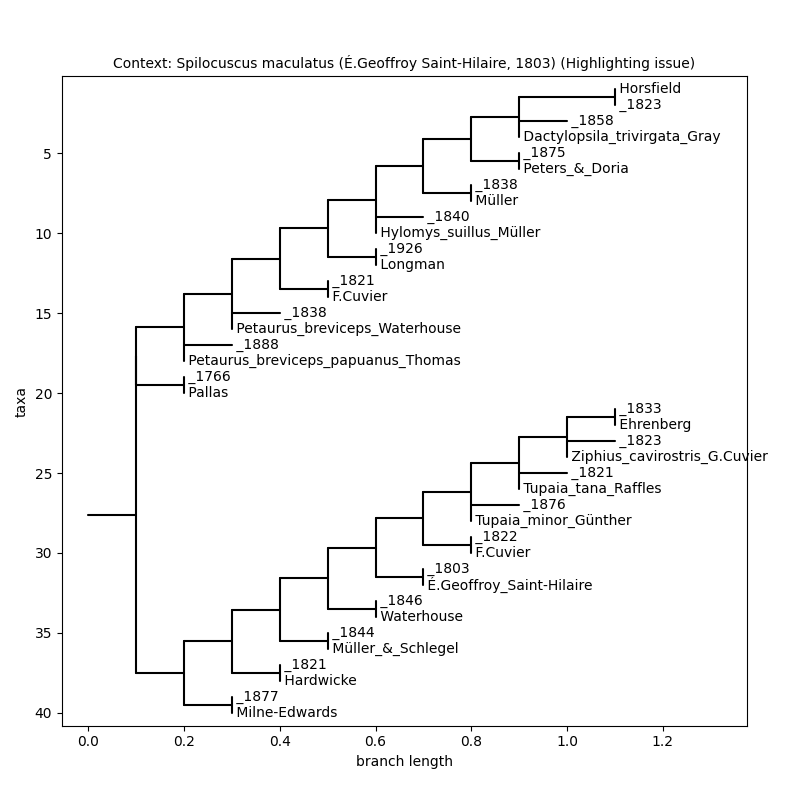 Context: Spilocuscus maculatus (É.Geoffroy Saint-Hilaire, 1803) (Highlighting issue)
Horsfield
_1823
_1858
Dactylopsila_trivirgata_Gray
_1875
Peters_&_Doria
_1838
Müller
_1840
Hylomys_suillus_Müller
_1926
Longman
_1821
F.Cuvier
_1838
Petaurus_breviceps_Waterhouse
_1888
Petaurus_breviceps_papuanus_Thomas
_1766
Pallas
_1833
Ehrenberg
_1823
Ziphius_cavirostris_G.Cuvier
_1821
Tupaia_tana_Raffles
_1876
Tupaia_minor_Günther
_1822
F.Cuvier
_1803
É.Geoffroy_Saint-Hilaire
_1846
Waterhouse
_1844
Müller_&_Schlegel
_1821
Hardwicke
_1877
Milne-Edwards
5
10
15
20
25
30
35
40
taxa
0.0 0.2 0.4 0.6 0.8 1.0 1.2
branch length